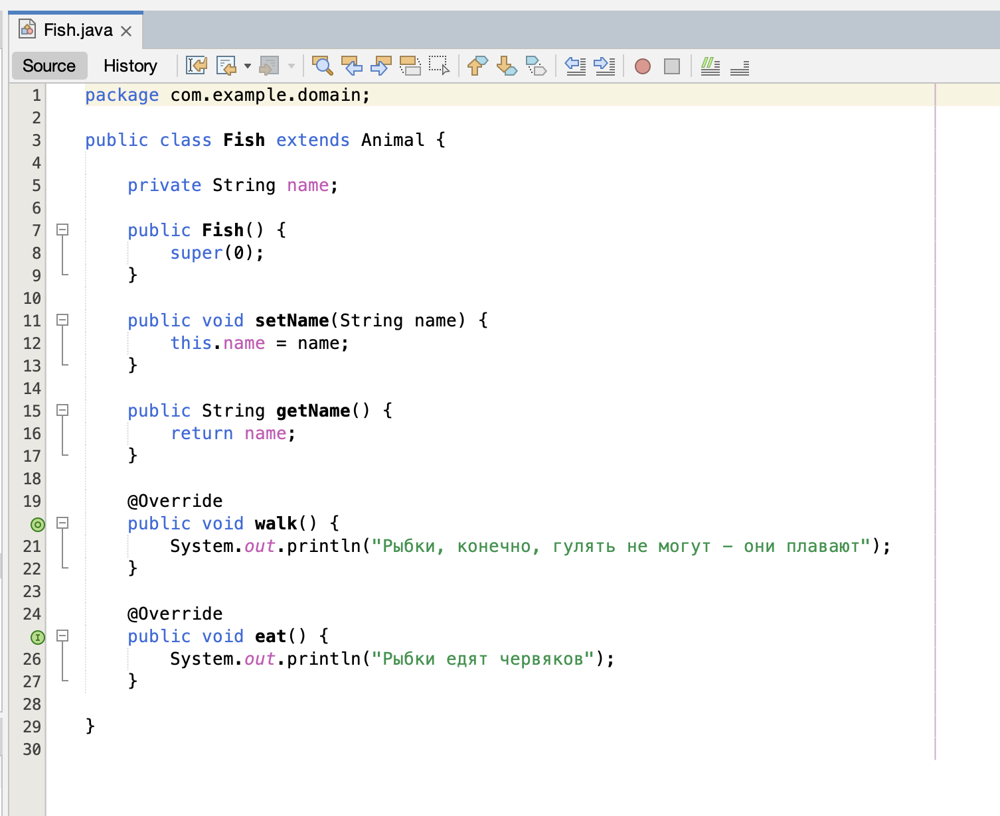 Fish.java
Source History
1 package com.example.domain;
2
3 public class Fish extends Animal {
4
5 private String name;
6
7 public Fish() {
8 super(0);
9 }
10
11 public void setName(String name) {
12 this.name = name;
13 }
14
15 public String getName() {
16 return name;
17 }
18
19 @Override
public void walk() {
21 System.out.println("Рыбки, конечно, гулять не могут – они плавают");
22 }
23
24 @Override
public void eat() {
26 System.out.println("Рыбки едят червяков");
27 }
28
29 }
30